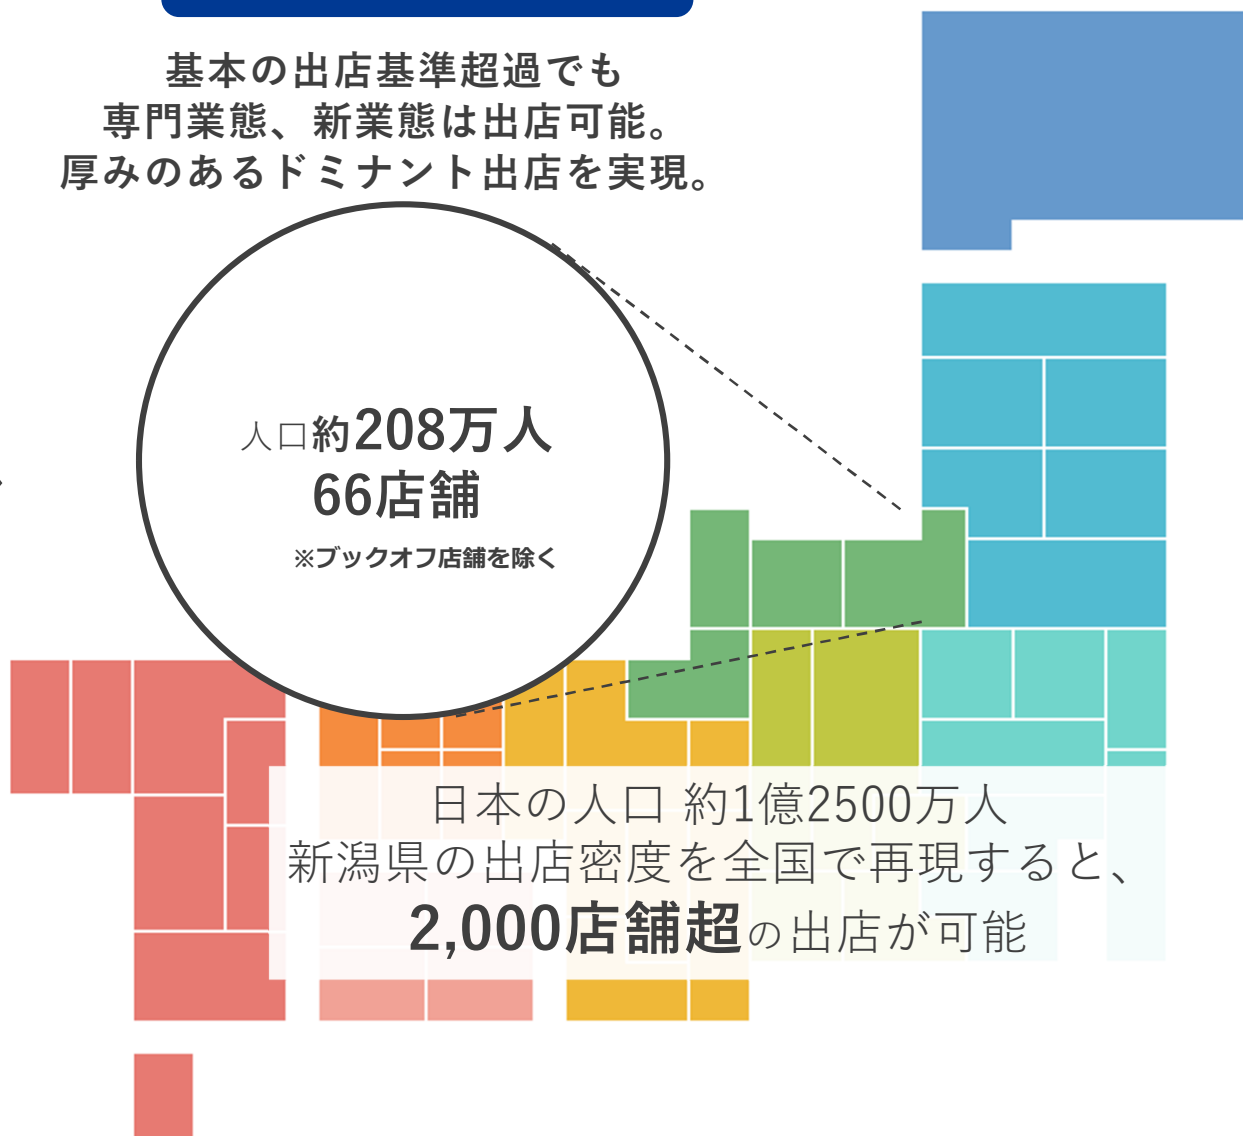 基本の出店基準超過でも
専門業態、新業態は出店可能。
厚みのあるドミナント出店を実現。
人口約208万人
66店舗
※ブックオフ店舗を除く
日本の人口 約1億2500万人
新潟県の出店密度を全国で再現すると、
2,000店舗超の出店が可能